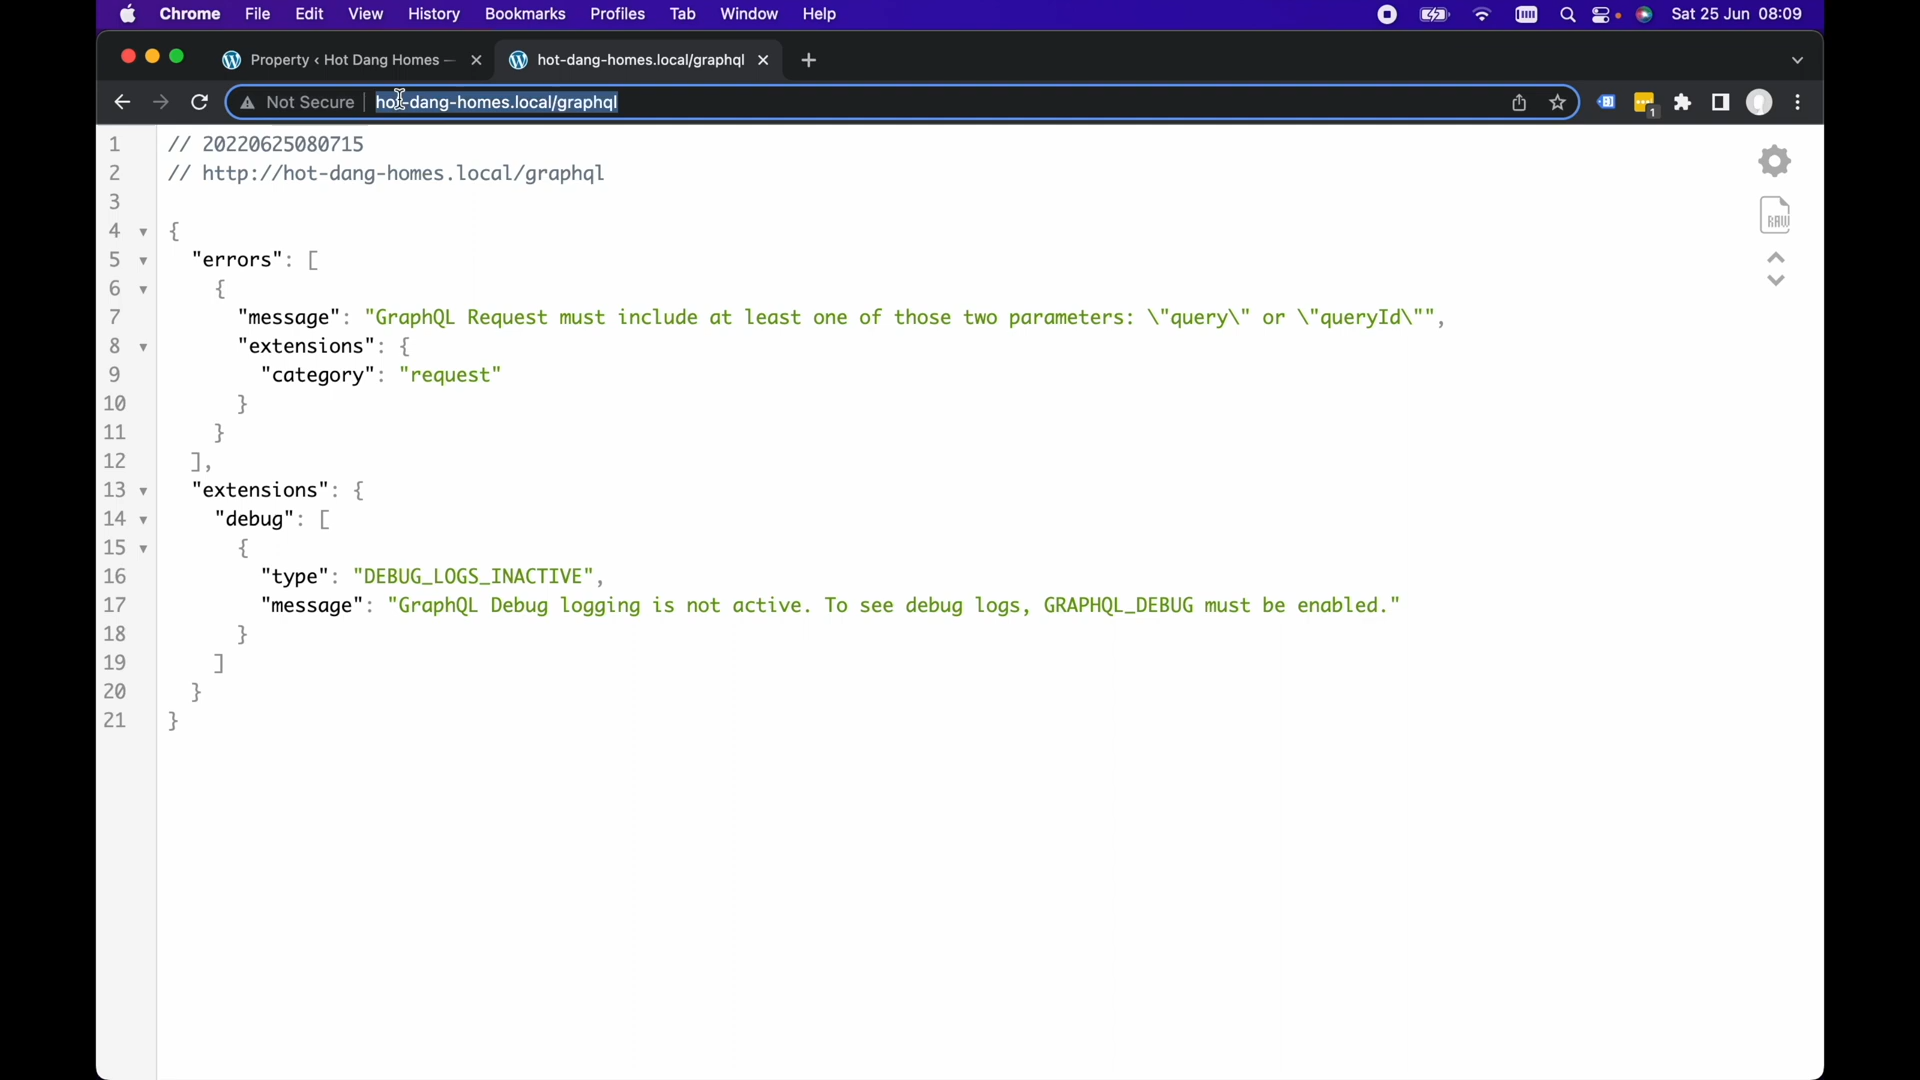 Chrome File Edit View History Bookmarks Profiles Tab Window Help Sat 25 Jun 08:09
Property ‹ Hot Dang Homes — hot-dang-homes.local/graphql
Not Secure hot-dang-homes.local/graphql 1
1 // 20220625080715
2 // http://hot-dang-homes.local/graphql
3
4 {
5 "errors": [
6 {
7 "message": "GraphQL Request must include at least one of those two parameters: \"query\" or \"queryId\"",
8 "extensions": {
9 "category": "request"
10 }
11 }
12 ],
13 "extensions": {
14 "debug": [
15 {
16 "type": "DEBUG_LOGS_INACTIVE",
17 "message": "GraphQL Debug logging is not active. To see debug logs, GRAPHQL_DEBUG must be enabled."
18 }
19 ]
20 }
21 }
RAW